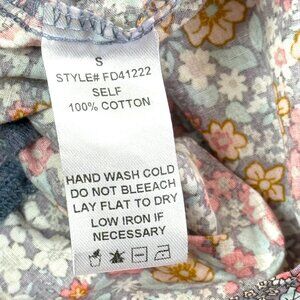 S
STYLE# FD41222
SELF
100% COTTON
HAND WASH COLD
DO NOT BLEEACH
LAY FLAT TO DRY
LOW IRON IF
NECESSARY